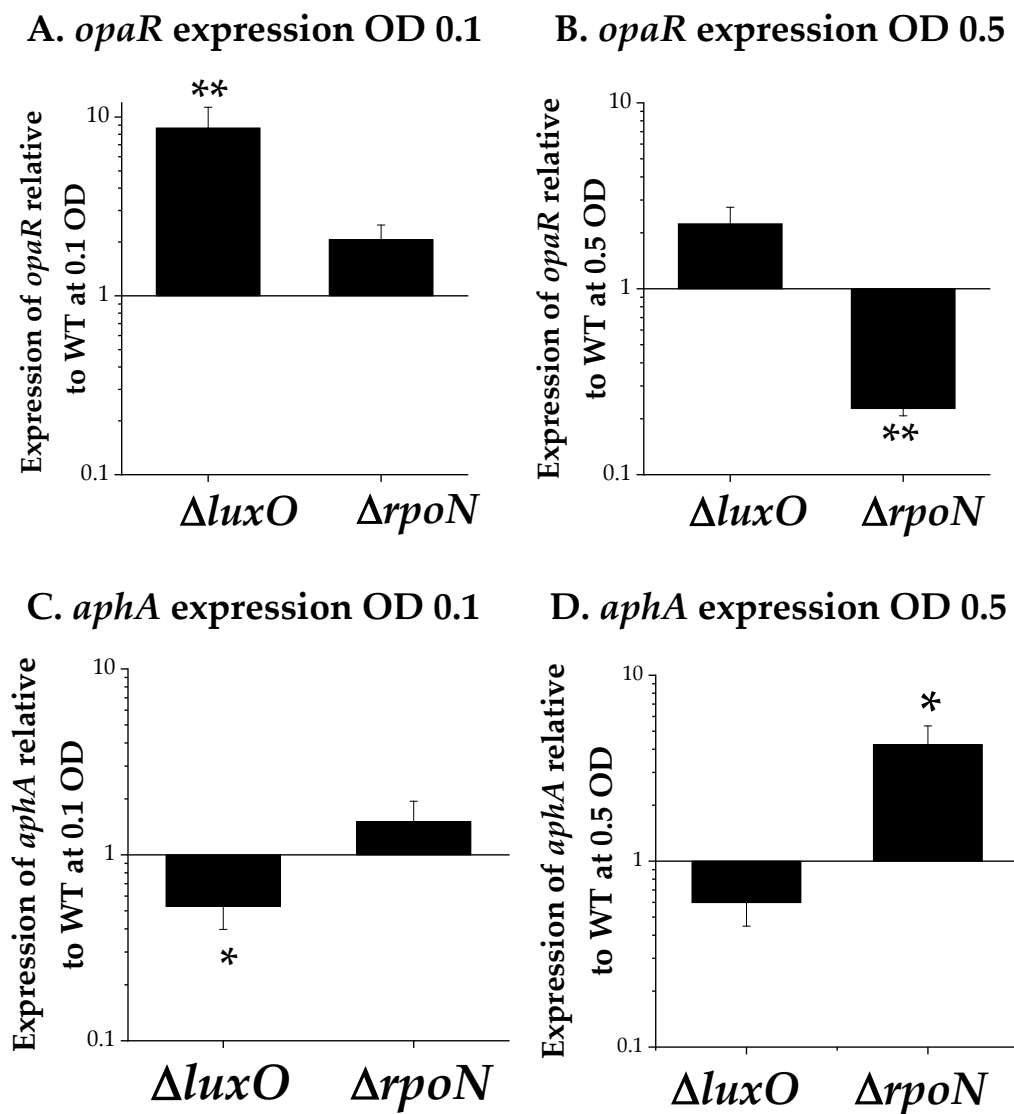 A. opaR expression OD 0.1
Expression of opaR relative
to WT at 0.1 OD
10
1
0.1
**
ΔluxO
ΔrpoN
B. opaR expression OD 0.5
Expression of opaR relative
to WT at 0.5 OD
10
1
0.1
**
ΔluxO
ΔrpoN
C. aphA expression OD 0.1
Expression of aphA relative
to WT at 0.1 OD
10
1
0.1
*
ΔluxO
ΔrpoN
D. aphA expression OD 0.5
Expression of aphA relative
to WT at 0.5 OD
10
1
0.1
*
ΔluxO
ΔrpoN